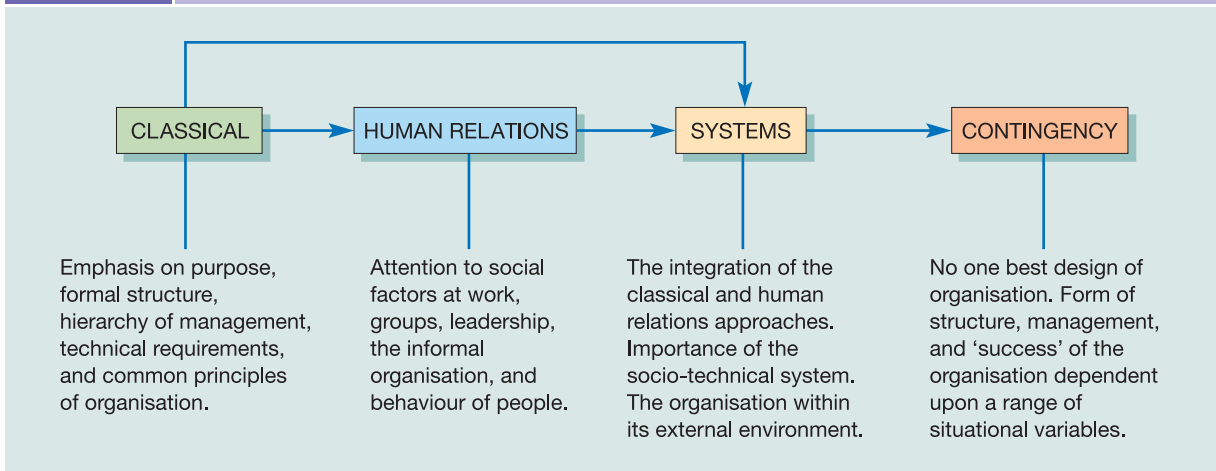 CLASSICAL
HUMAN RELATIONS
SYSTEMS
CONTINGENCY
Emphasis on purpose,
formal structure,
hierarchy of management,
technical requirements,
and common principles
of organisation.
Attention to social
factors at work,
groups, leadership,
the informal
organisation, and
behaviour of people.
The integration of the
classical and human
relations approaches.
Importance of the
socio-technical system.
The organisation within
its external environment.
No one best design of
organisation. Form of
structure, management,
and ‘success’ of the
organisation dependent
upon a range of
situational variables.